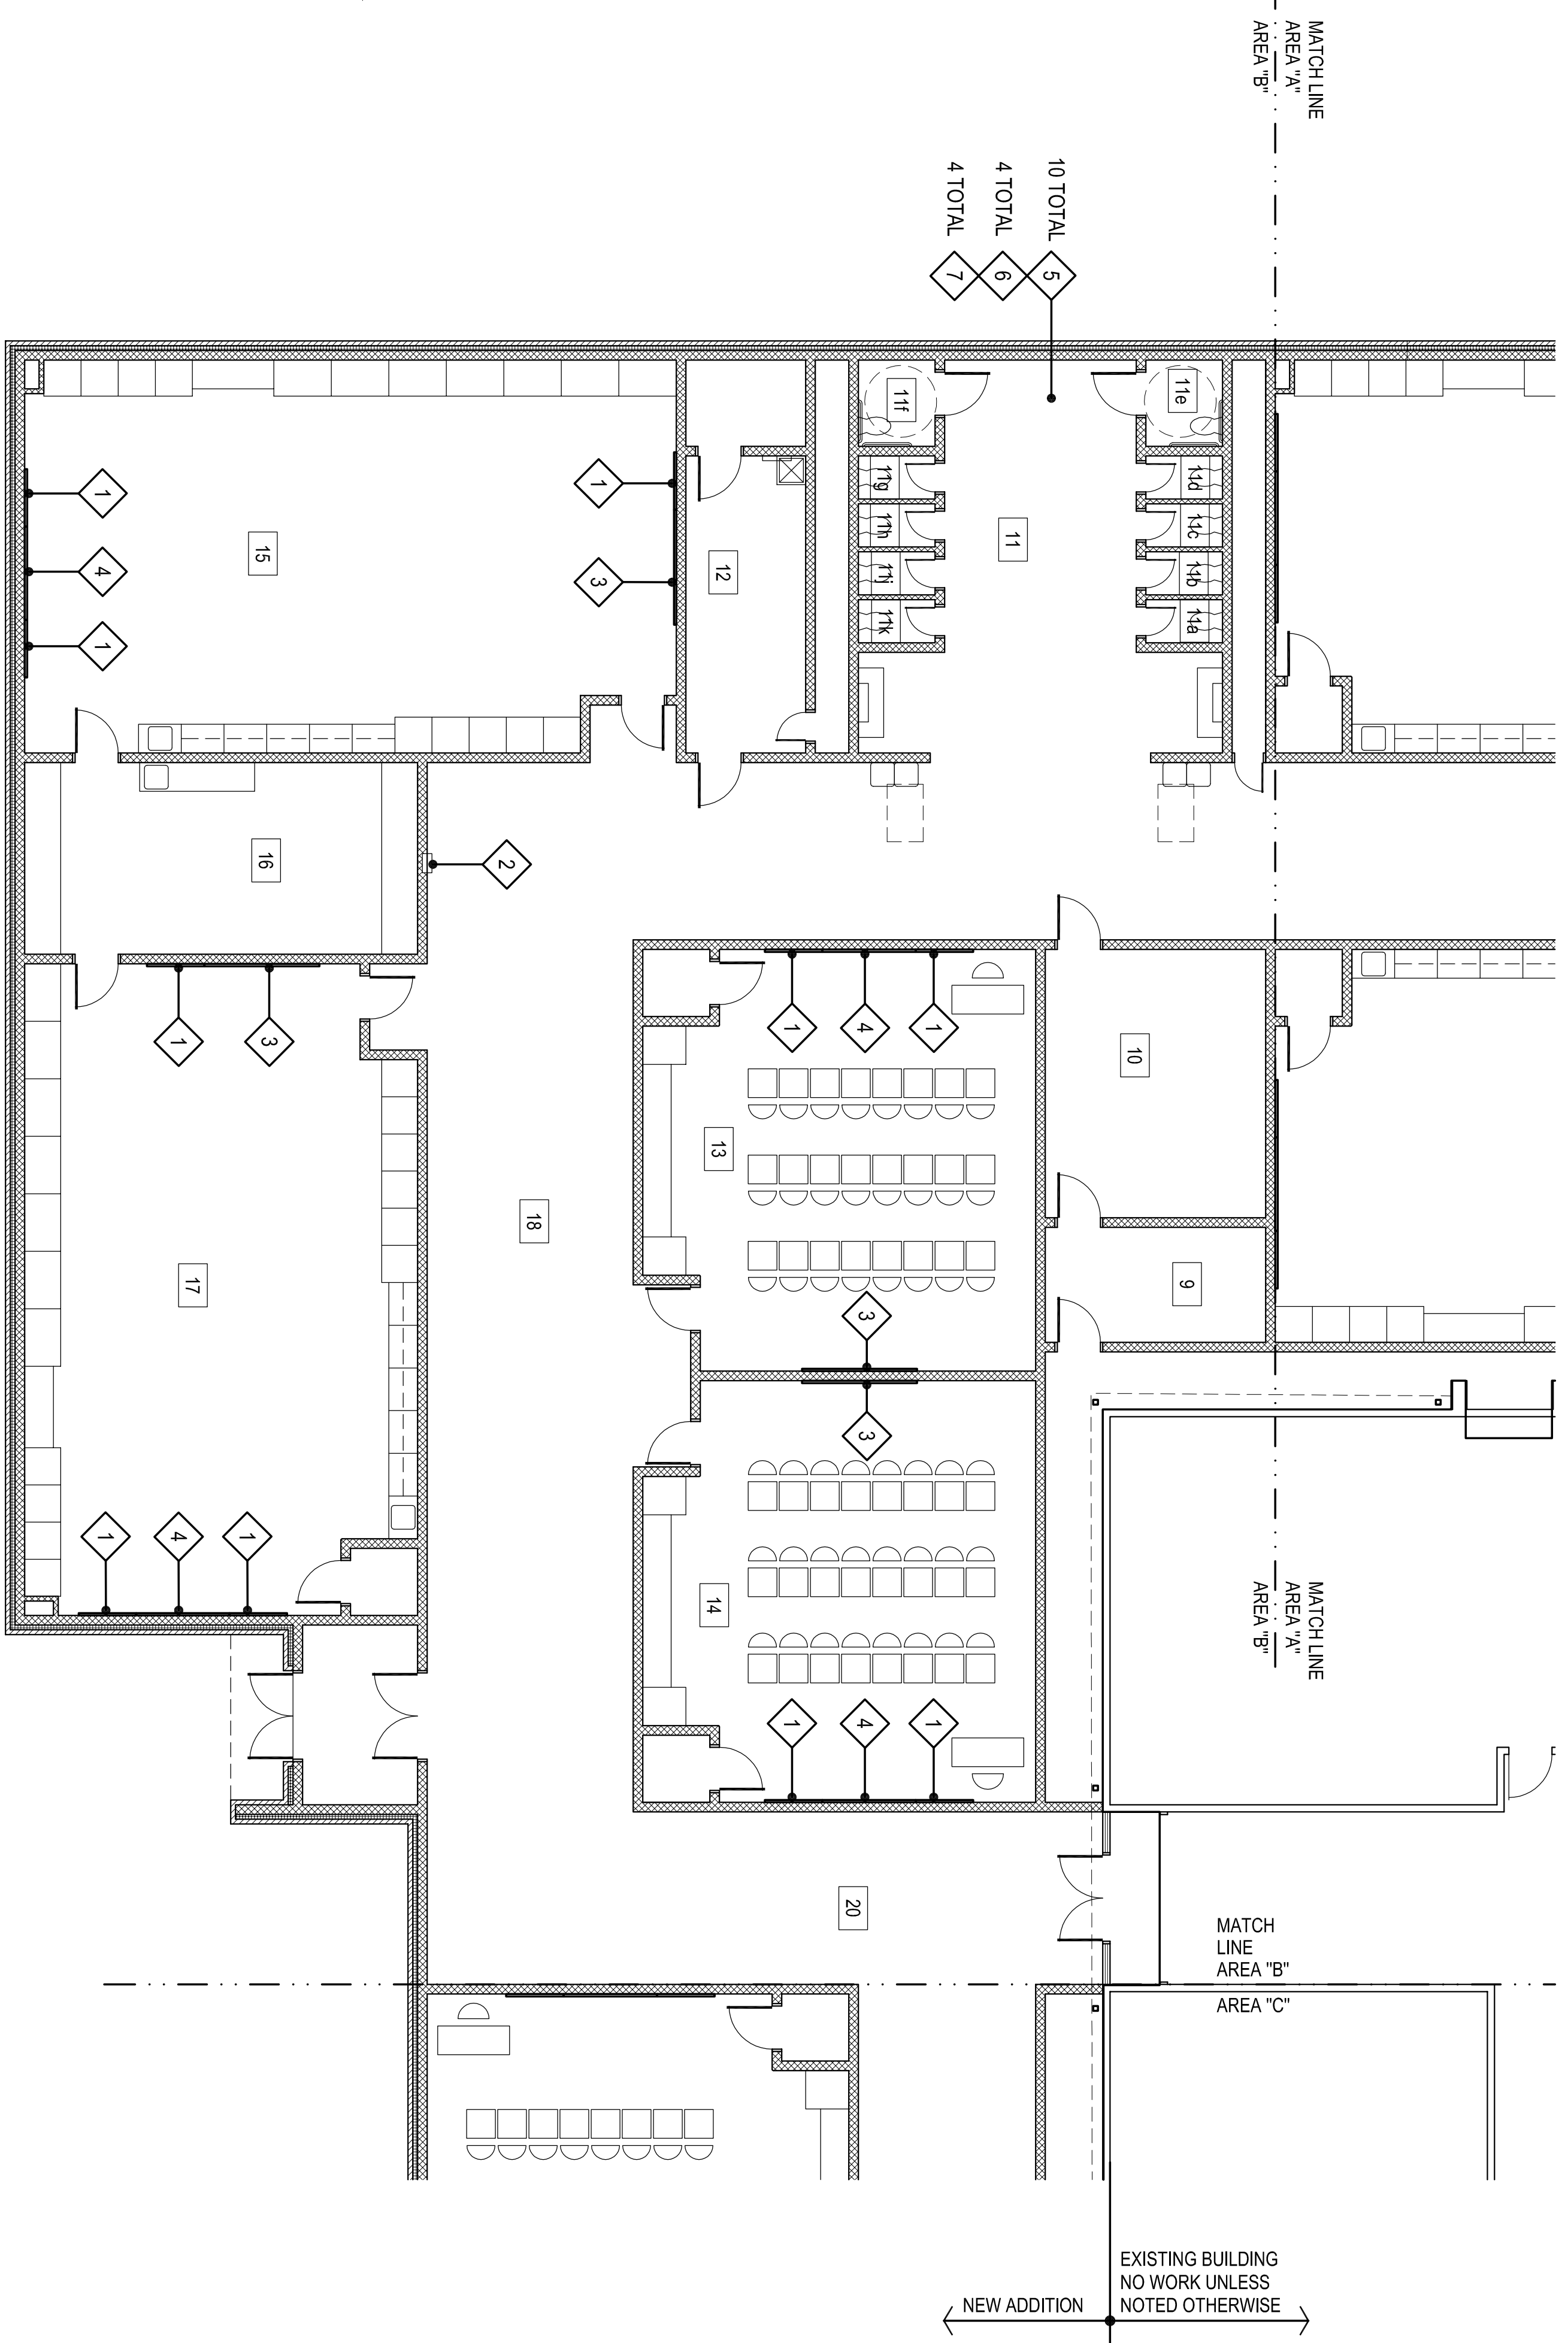 MATCH LINE
AREA "A"
AREA "B"
10 TOTAL
4 TOTAL
4 TOTAL
5
6
7
11f
11e
11g
11h
11j
11k
11
11d
11c
11b
11a
1
4
1
15
1
3
12
16
2
1
3
1
4
1
10
13
18
9
17
3
3
1
4
1
14
1
4
1
MATCH LINE
AREA "A"
AREA "B"
20
MATCH
LINE
AREA "B"
AREA "C"
EXISTING BUILDING
NO WORK UNLESS
NOTED OTHERWISE
NEW ADDITION